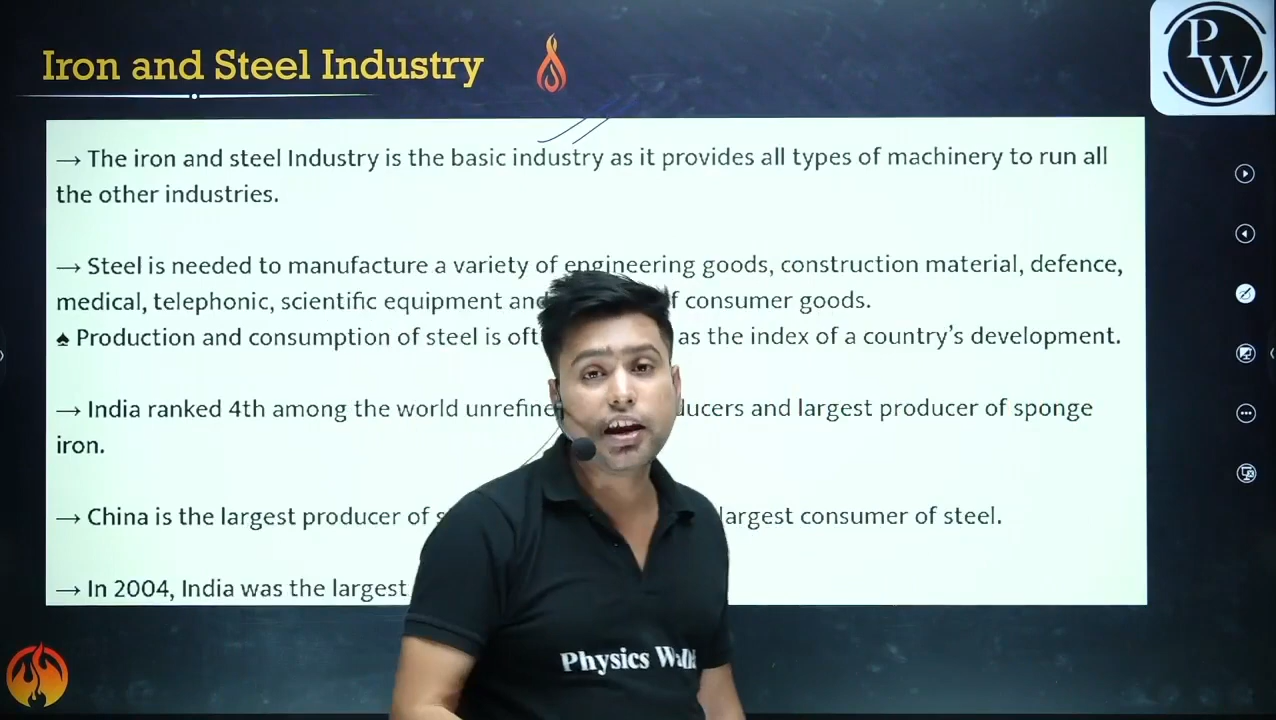 Iron and Steel Industry
P
W
→ The iron and steel Industry is the basic industry as it provides all types of machinery to run all
the other industries.
→ Steel is needed to manufacture a variety of engineering goods, construction material, defence,
medical, telephonic, scientific equipment and f consumer goods.
♠ Production and consumption of steel is oft as the index of a country’s development.
→ India ranked 4th among the world unrefine ducers and largest producer of sponge
iron.
→ China is the largest producer of s largest consumer of steel.
→ In 2004, India was the largest
Physics W